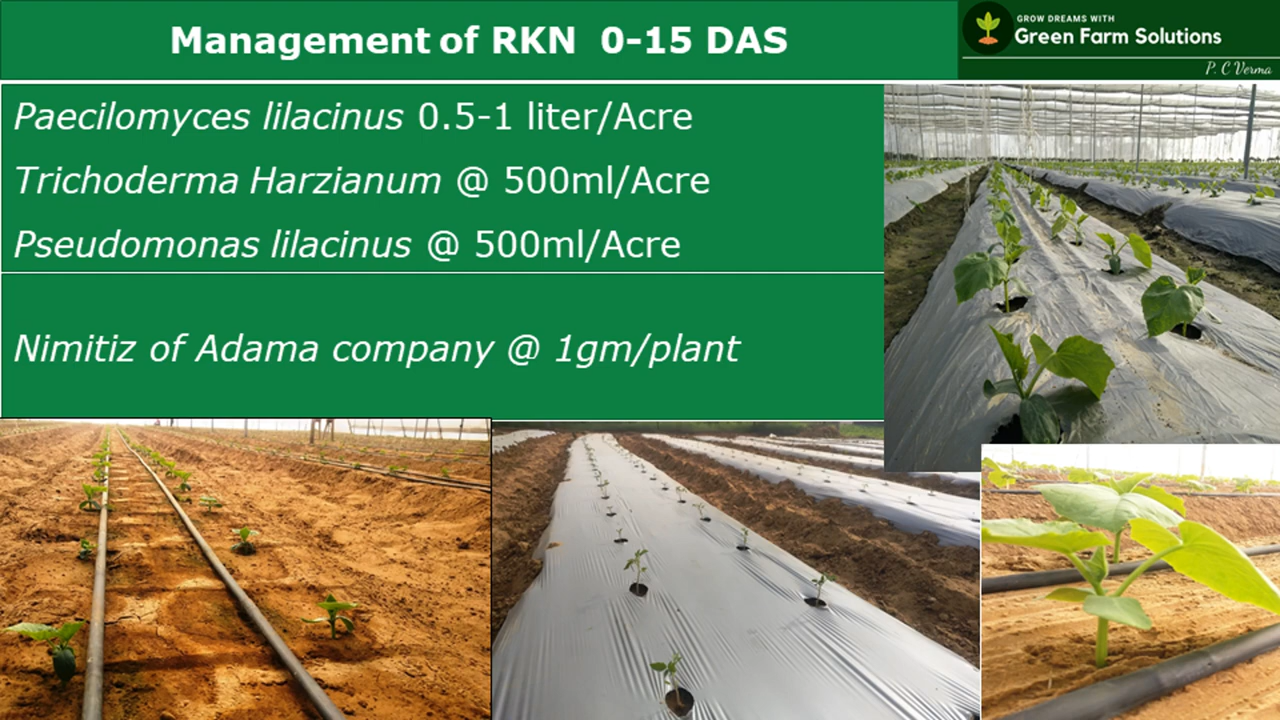 Management of RKN 0-15 DAS
GROW DREAMS WITH
Green Farm Solutions
P. C Verma
Paecilomyces lilacinus 0.5-1 liter/Acre
Trichoderma Harzianum @ 500ml/Acre
Pseudomonas lilacinus @ 500ml/Acre
Nimitiz of Adama company @ 1gm/plant